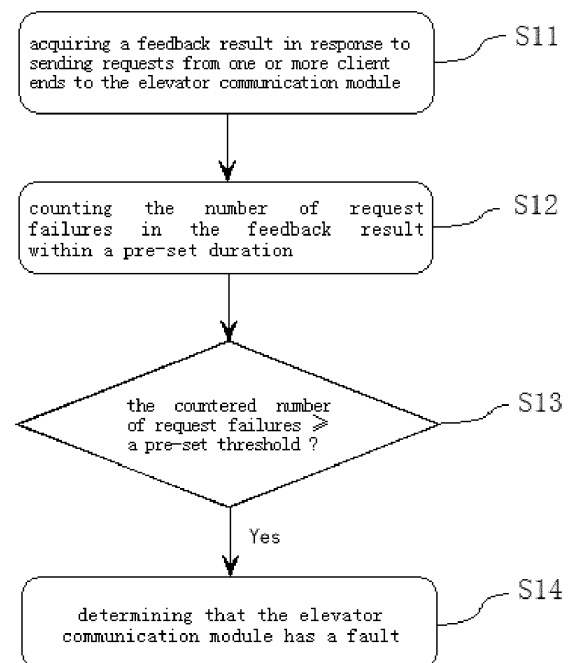 acquiring a feedback result in response to
sending requests from one or more client
ends to the elevator communication module
S11
counting the number of request
failures in the feedback result
within a pre-set duration
S12
the countered number
of request failures ⩾
a pre-set threshold ?
S13
Yes
determining that the elevator
communication module has a fault
S14